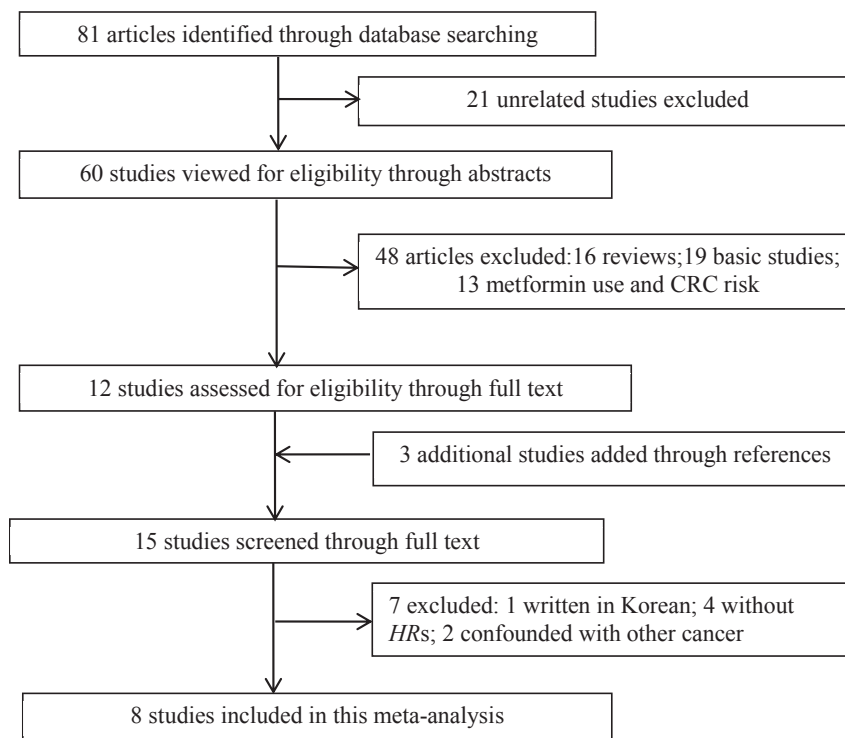 81 articles identified through database searching
21 unrelated studies excluded
60 studies viewed for eligibility through abstracts
48 articles excluded:16 reviews;19 basic studies;
13 metformin use and CRC risk
12 studies assessed for eligibility through full text
3 additional studies added through references
15 studies screened through full text
7 excluded: 1 written in Korean; 4 without
HRs; 2 confounded with other cancer
8 studies included in this meta-analysis